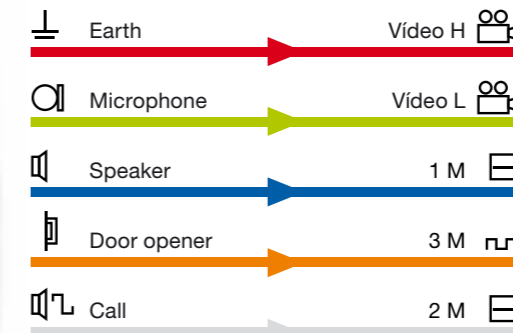 Earth Vídeo H
Microphone Vídeo L
Speaker 1 M
Door opener 3 M
Call 2 M